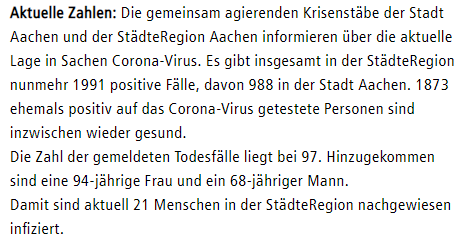 Aktuelle Zahlen: Die gemeinsam agierenden Krisenstäbe der Stadt
Aachen und der StädteRegion Aachen informieren über die aktuelle
Lage in Sachen Corona-Virus. Es gibt insgesamt in der StädteRegion
nunmehr 1991 positive Fälle, davon 988 in der Stadt Aachen. 1873
ehemals positiv auf das Corona-Virus getestete Personen sind
inzwischen wieder gesund.
Die Zahl der gemeldeten Todesfälle liegt bei 97. Hinzugekommen
sind eine 94-jährige Frau und ein 68-jähriger Mann.
Damit sind aktuell 21 Menschen in der StädteRegion nachgewiesen
infiziert.